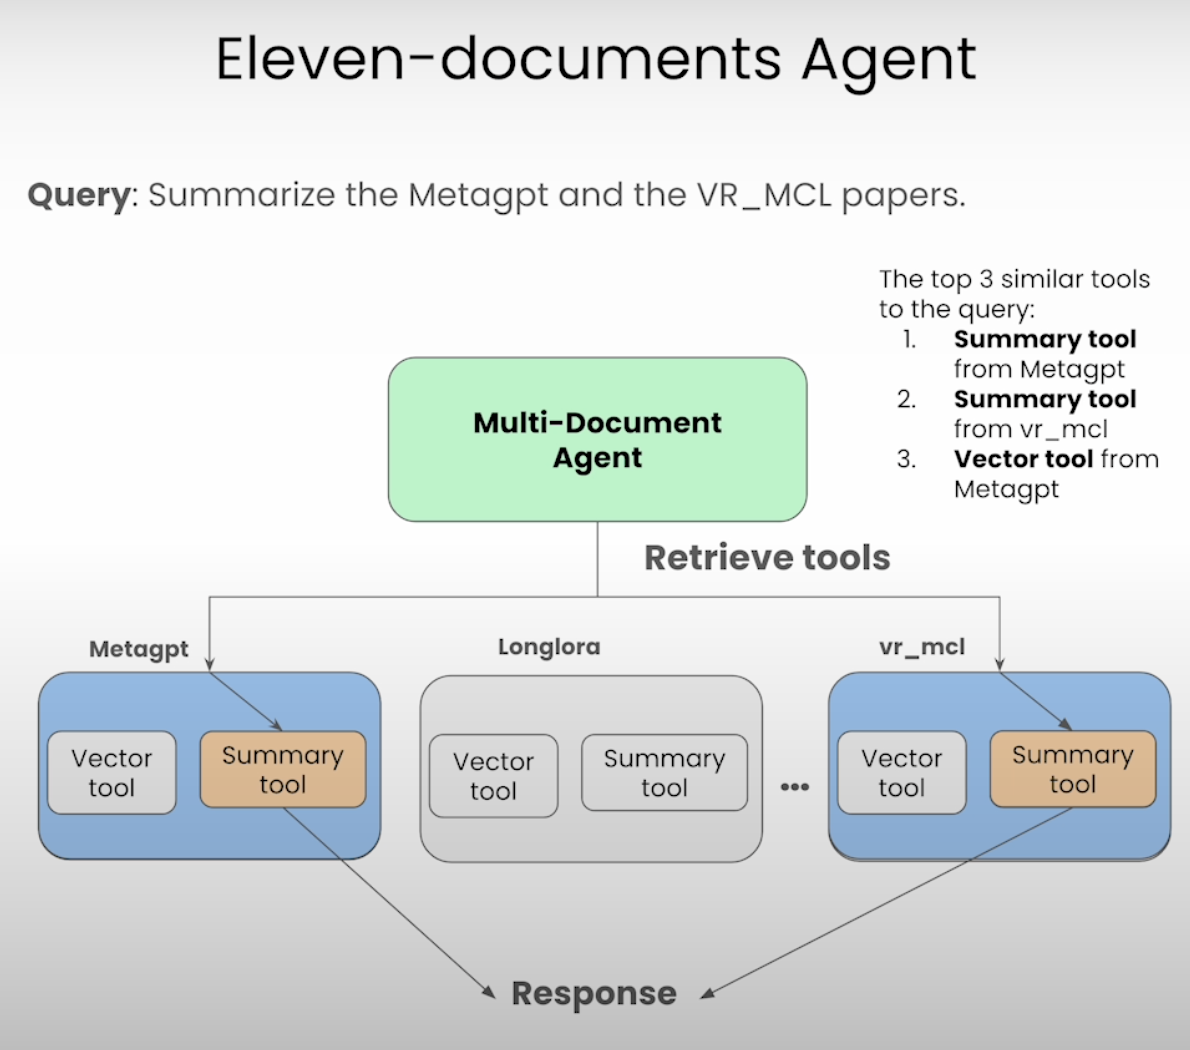 Eleven-documents Agent
Query: Summarize the Metagpt and the VR_MCL papers.
The top 3 similar tools
to the query:
1. Summary tool
from Metagpt
2. Summary tool
from vr_mcl
3. Vector tool from
Metagpt
Multi-Document
Agent
Retrieve tools
Metagpt
Vector
tool
Summary
tool
Longlora
Vector
tool
Summary
tool
...
vr_mcl
Vector
tool
Summary
tool
Response